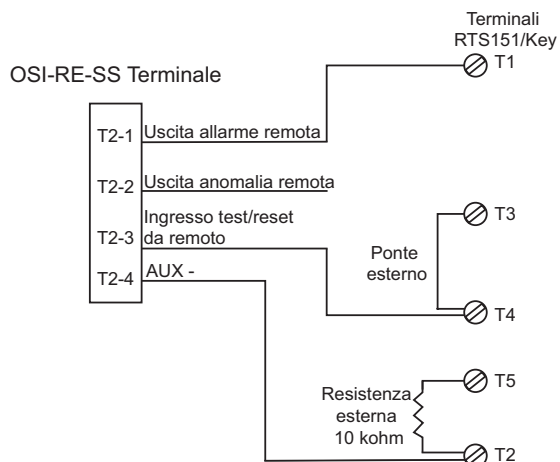 Terminali
RTS151/Key
T1
OSI-RE-SS Terminale
T2-1 Uscita allarme remota
T2-2 Uscita anomalia remota
T2-3 Ingresso test/reset
da remoto
T2-4 AUX -
T3
Ponte
esterno
T4
T5
Resistenza
esterna
10 kohm
T2